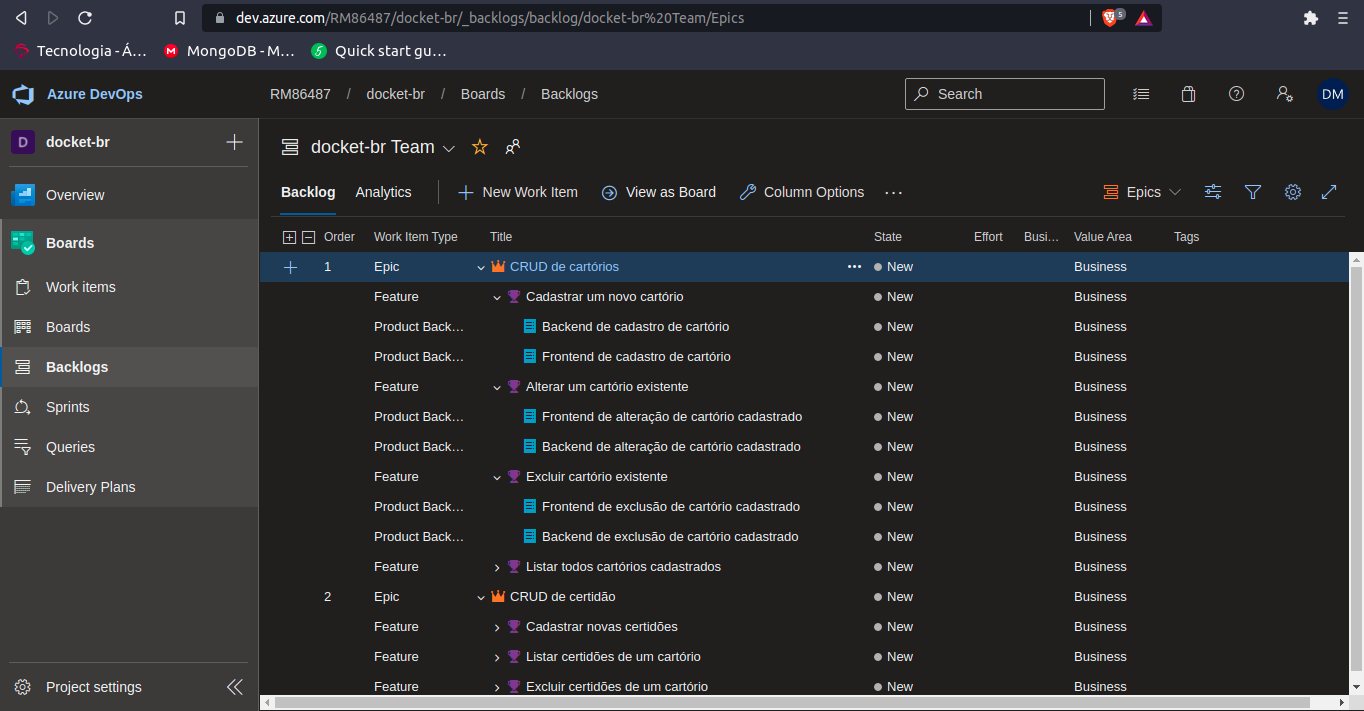 dev.azure.com/RM86487/docket-br/_backlogs/backlog/docket-br%20Team/Epics 5
Tecnologia - Á… M MongoDB - M… 5 Quick start gu…
Azure DevOps RM86487 / docket-br / Boards / Backlogs Search DM
D docket-br
docket-br Team
Overview
Backlog Analytics New Work Item View as Board Column Options ... Epics
Boards
Order Work Item Type Title State Effort Busi… Value Area Tags
1 Epic CRUD de cartórios ... New Business
Work items
Feature Cadastrar um novo cartório New Business
Boards
Product Back… Backend de cadastro de cartório New Business
Product Back… Frontend de cadastro de cartório New Business
Backlogs
Feature Alterar um cartório existente New Business
Sprints
Product Back… Frontend de alteração de cartório cadastrado New Business
Queries
Product Back… Backend de alteração de cartório cadastrado New Business
Feature Excluir cartório existente New Business
Delivery Plans
Product Back… Frontend de exclusão de cartório cadastrado New Business
Product Back… Backend de exclusão de cartório cadastrado New Business
Feature Listar todos cartórios cadastrados New Business
2 Epic CRUD de certidão New Business
Feature Cadastrar novas certidões New Business
Feature Listar certidões de um cartório New Business
Feature Excluir certidões de um cartório New Business
Project settings